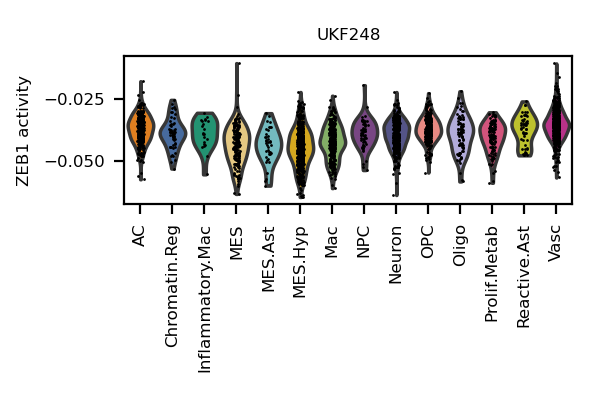 UKF248
ZEB1 activity
−0.025
−0.050
AC
Chromatin.Reg
Inflammatory.Mac
MES
MES.Ast
MES.Hyp
Mac
NPC
Neuron
OPC
Oligo
Prolif.Metab
Reactive.Ast
Vasc